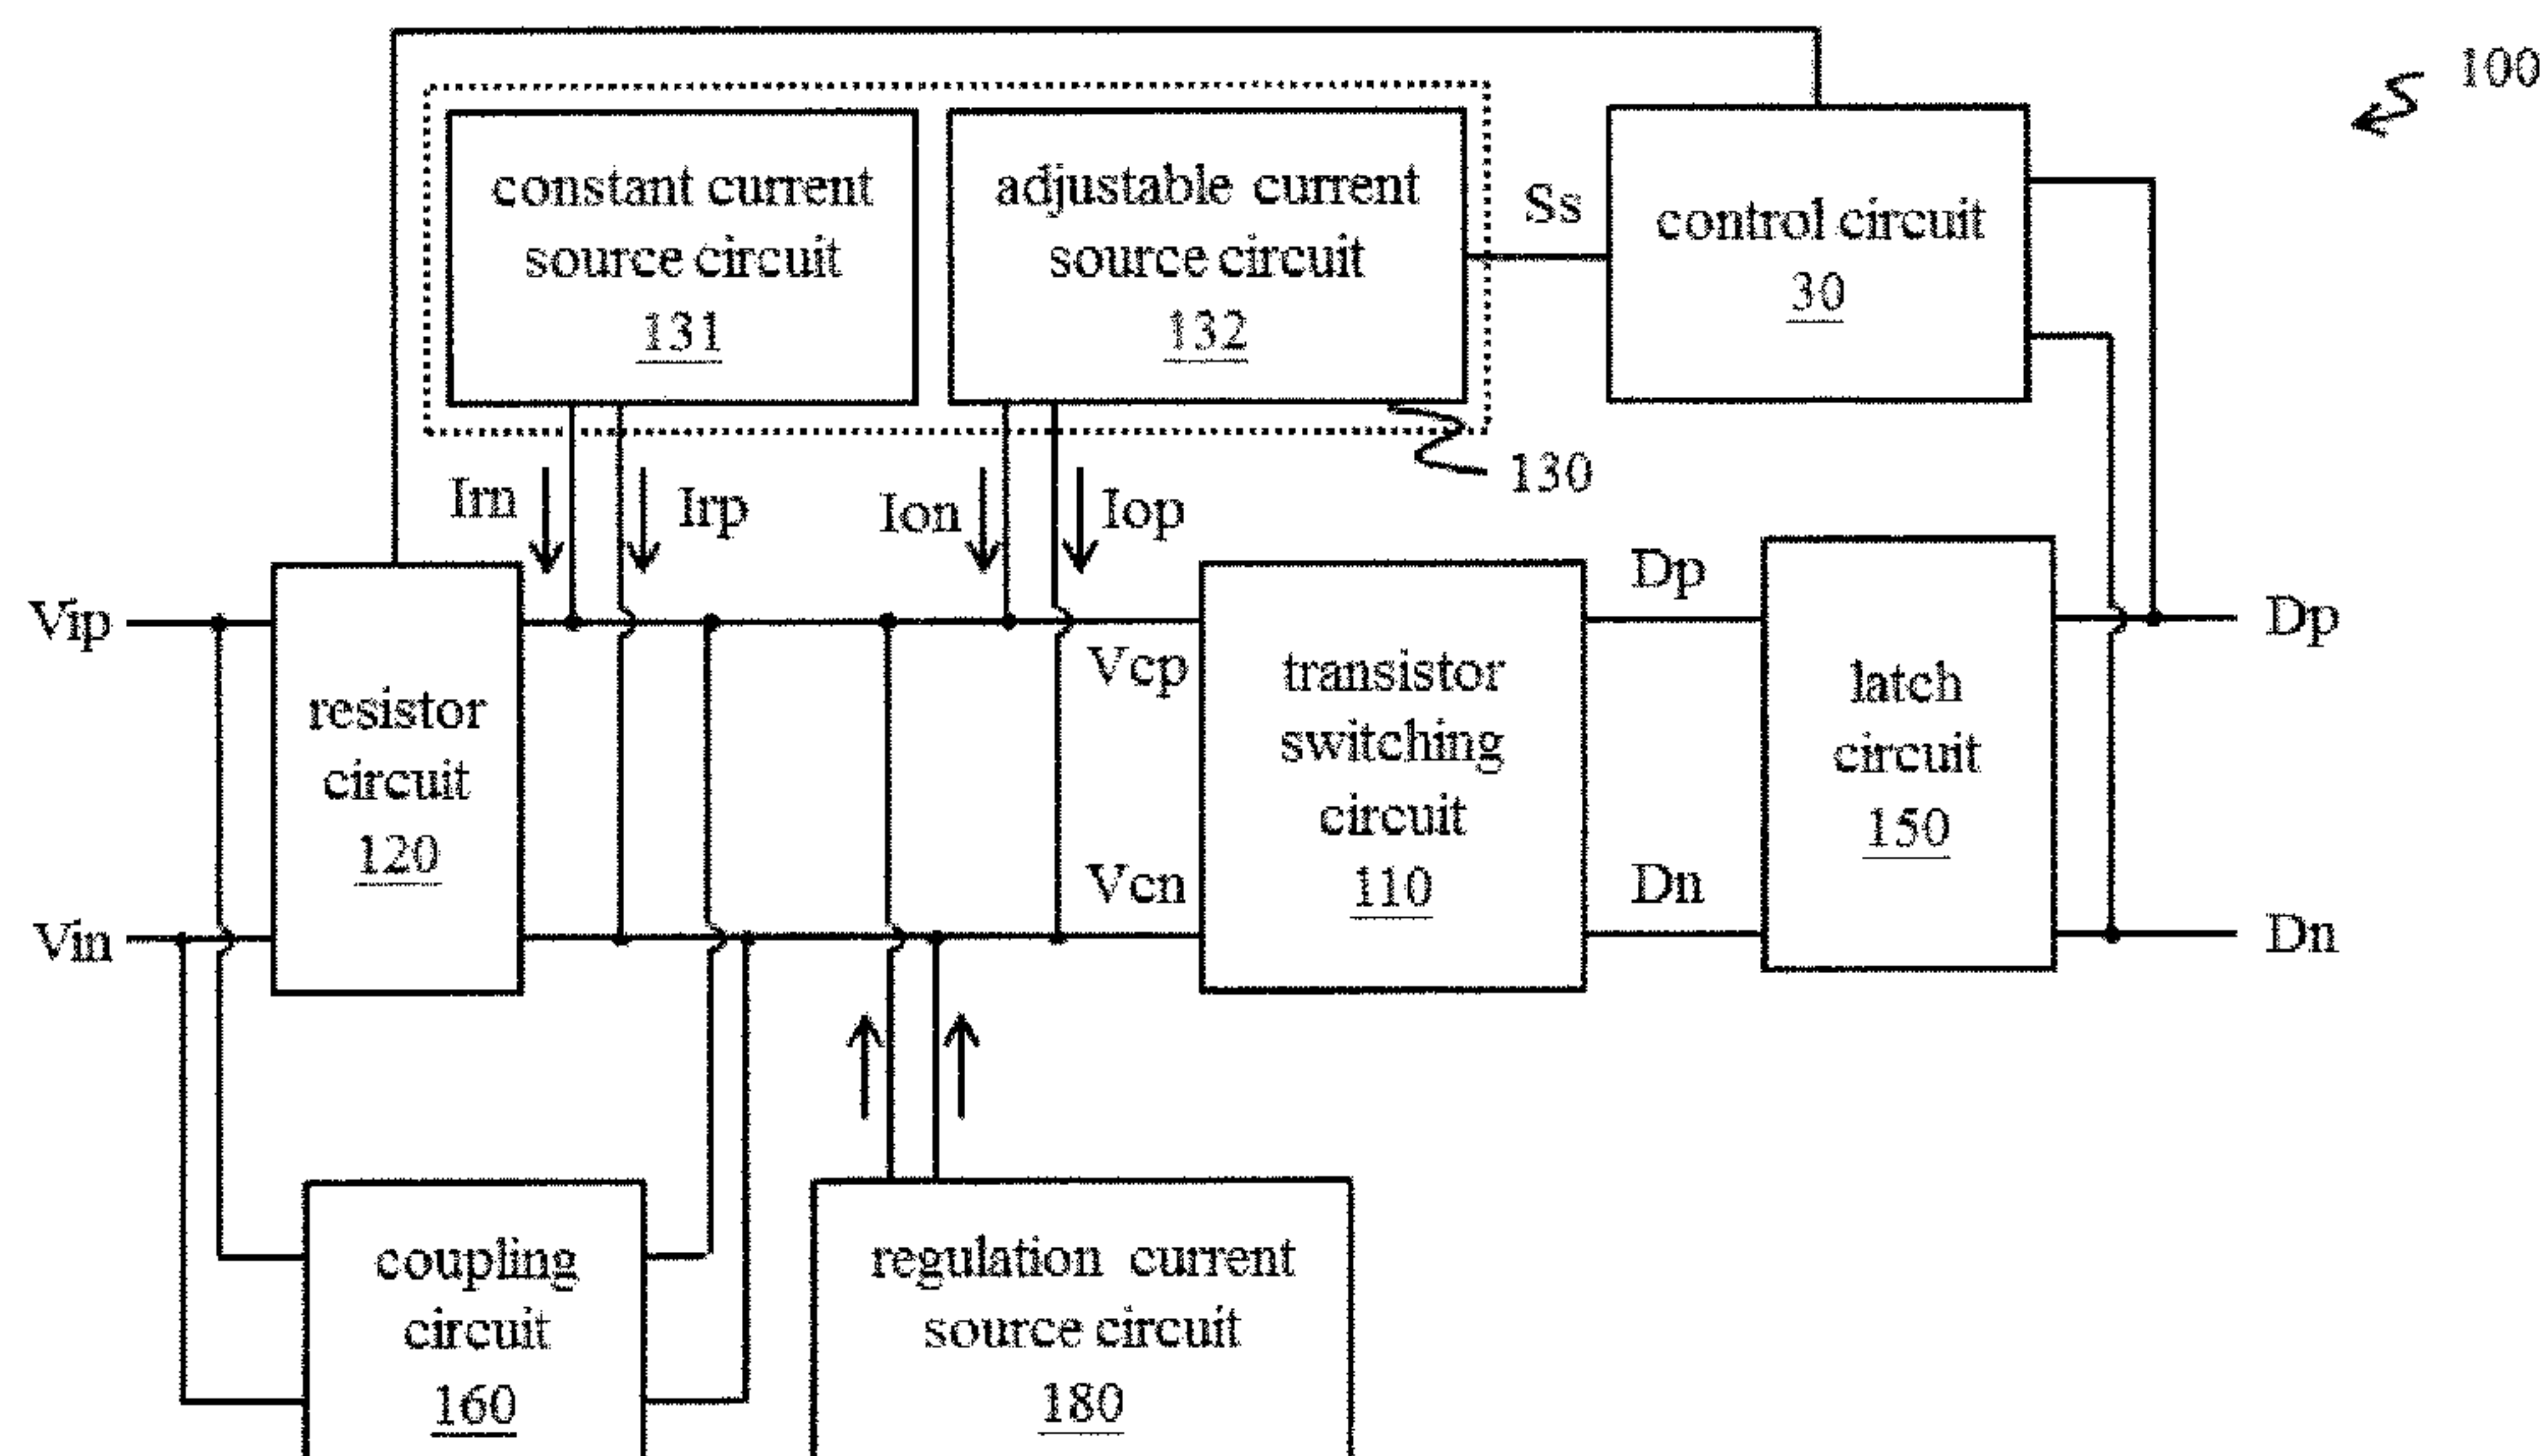 100
constant current
source circuit
131
adjustable current
source circuit
132
Ss
control circuit
30
130
Irn
Irp
Ion
Iop
Vip
Vin
resistor
circuit
120
Vcp
Vcn
transistor
switching
circuit
110
Dp
Dn
latch
circuit
150
Dp
Dn
coupling
circuit
160
regulation current
source circuit
180